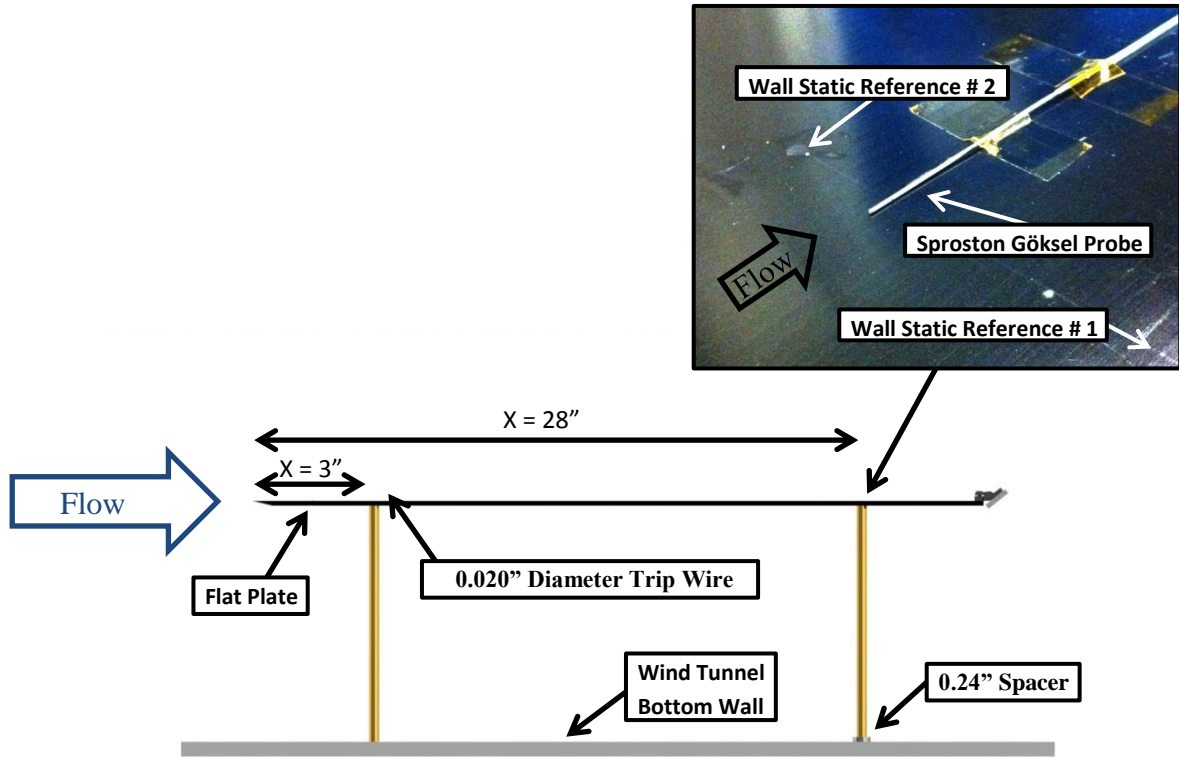 Wall Static Reference # 2
Sproston Göksel Probe
Flow
Wall Static Reference # 1
X = 28”
X = 3”
Flow
Flat Plate
0.020” Diameter Trip Wire
Wind Tunnel
Bottom Wall
0.24” Spacer